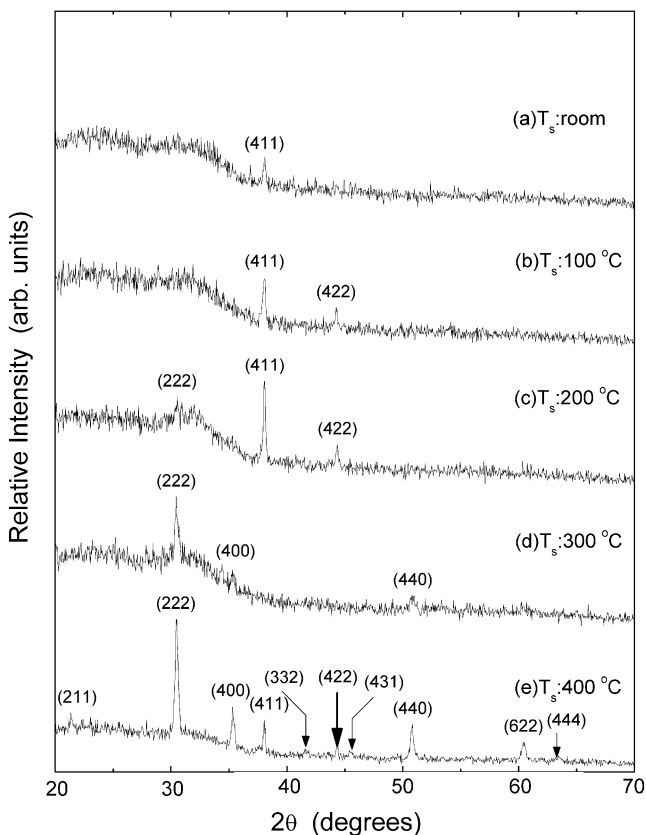 (a)Ts:room
(411)
(b)Ts:100 °C
(411)
(422)
(c)Ts:200 °C
(222)
(411)
(422)
(d)Ts:300 °C
(222)
(400)
(440)
(e)Ts:400 °C
(211)
(222)
(400)
(411)
(332)
(422)
(431)
(440)
(622)
(444)
20 30 40 50 60 70
2θ (degrees)
Relative Intensity (arb. units)